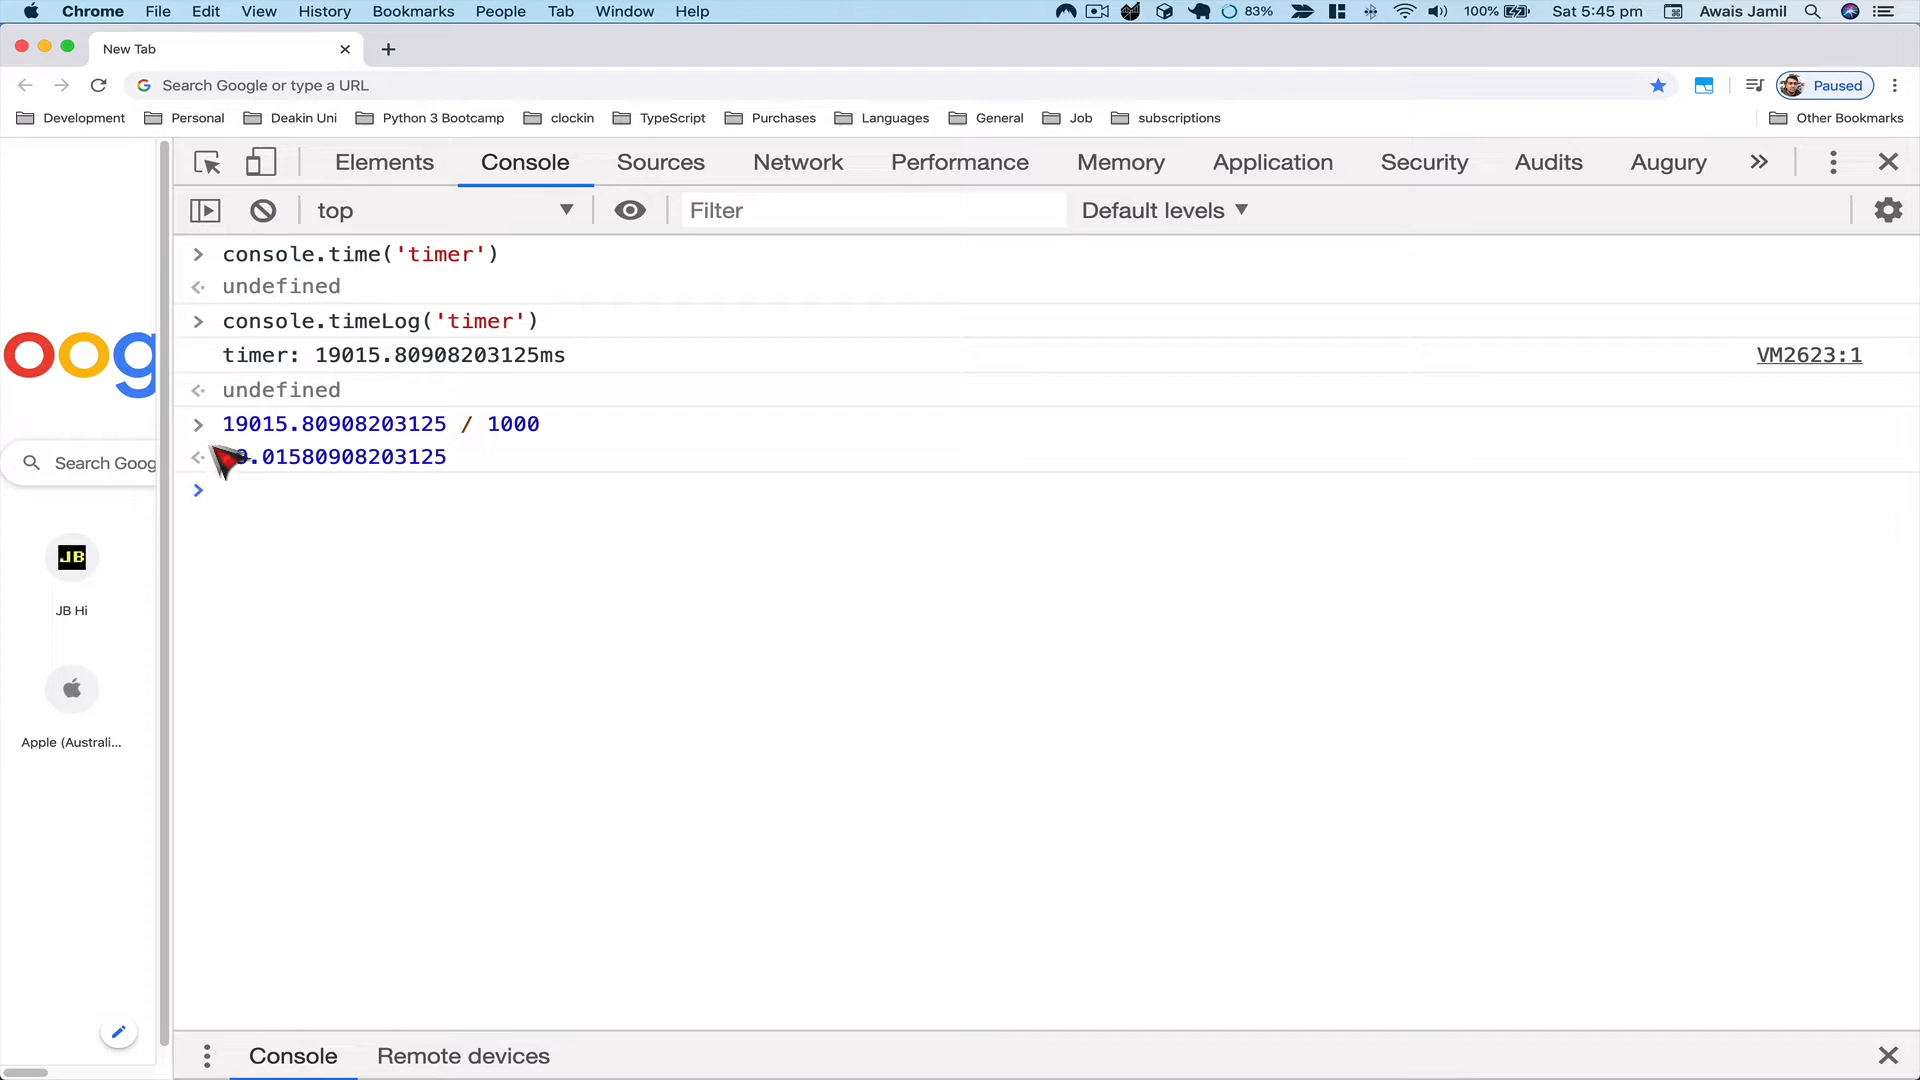 Chrome File Edit View History Bookmarks People Tab Window Help 83% 100% Sat 5:45 pm Awais Jamil
New Tab
Search Google or type a URL Paused
Development Personal Deakin Uni Python 3 Bootcamp clockin TypeScript Purchases Languages General Job subscriptions Other Bookmarks
Elements Console Sources Network Performance Memory Application Security Audits Augury
top Filter Default levels
console.time('timer')
undefined
console.timeLog('timer')
timer: 19015.80908203125ms VM2623:1
undefined
19015.80908203125 / 1000
9.01580908203125
oog
Search Goog
JB
JB Hi
Apple (Australi...
Console Remote devices